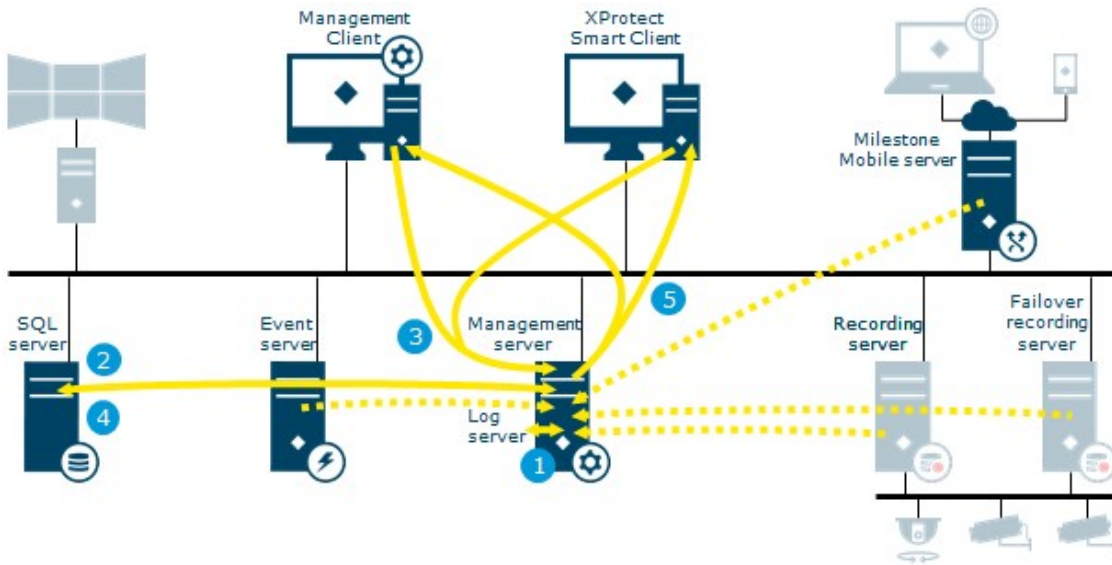 Management
Client
XProtect
Smart Client
Milestone
Mobile server
SQL
server
Event
server
Management
server
Recording
server
Failover
recording
server
Log
server
1
2
3
4
5